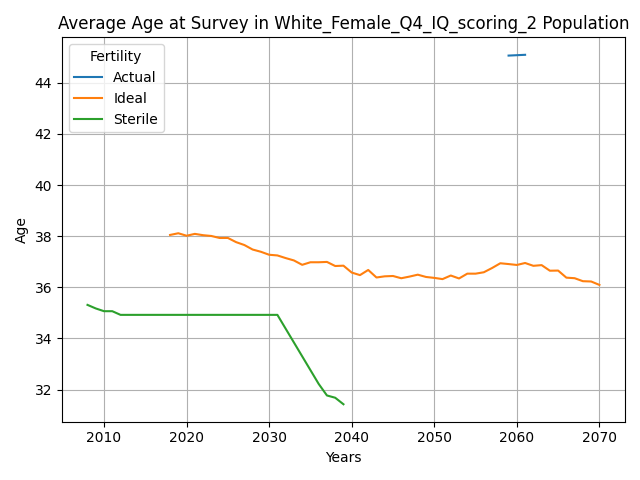 Average Age at Survey in White_Female_Q4_IQ_scoring_2 Population
Fertility
Actual
Ideal
Sterile
Age
44
42
40
38
36
34
32
2010 2020 2030 2040 2050 2060 2070
Years